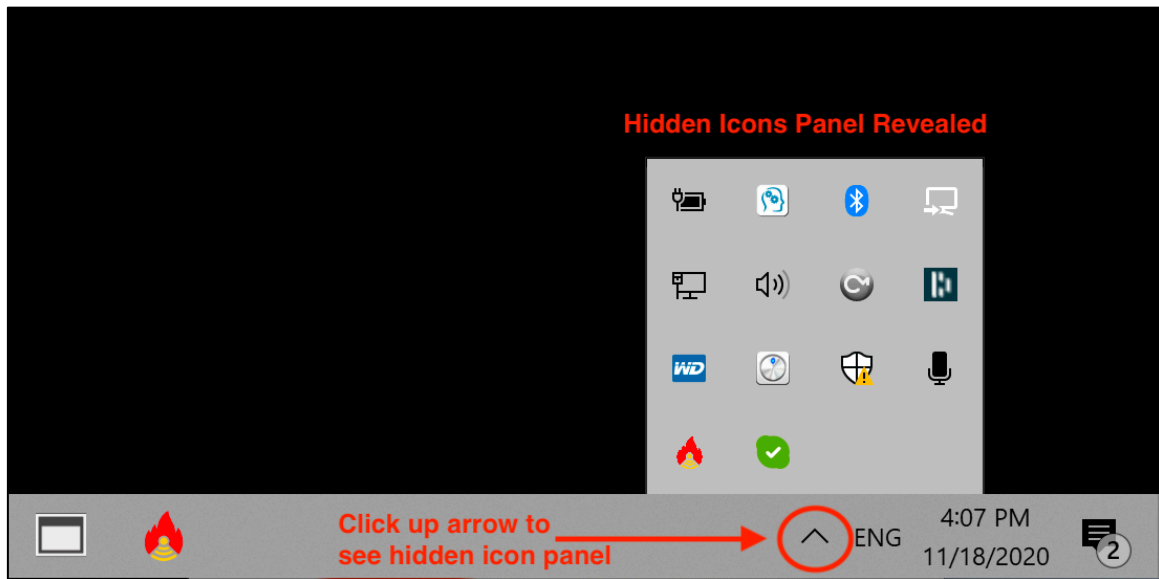 Hidden Icons Panel Revealed
WD
Click up arrow to
see hidden icon panel
ENG
4:07 PM
11/18/2020
2